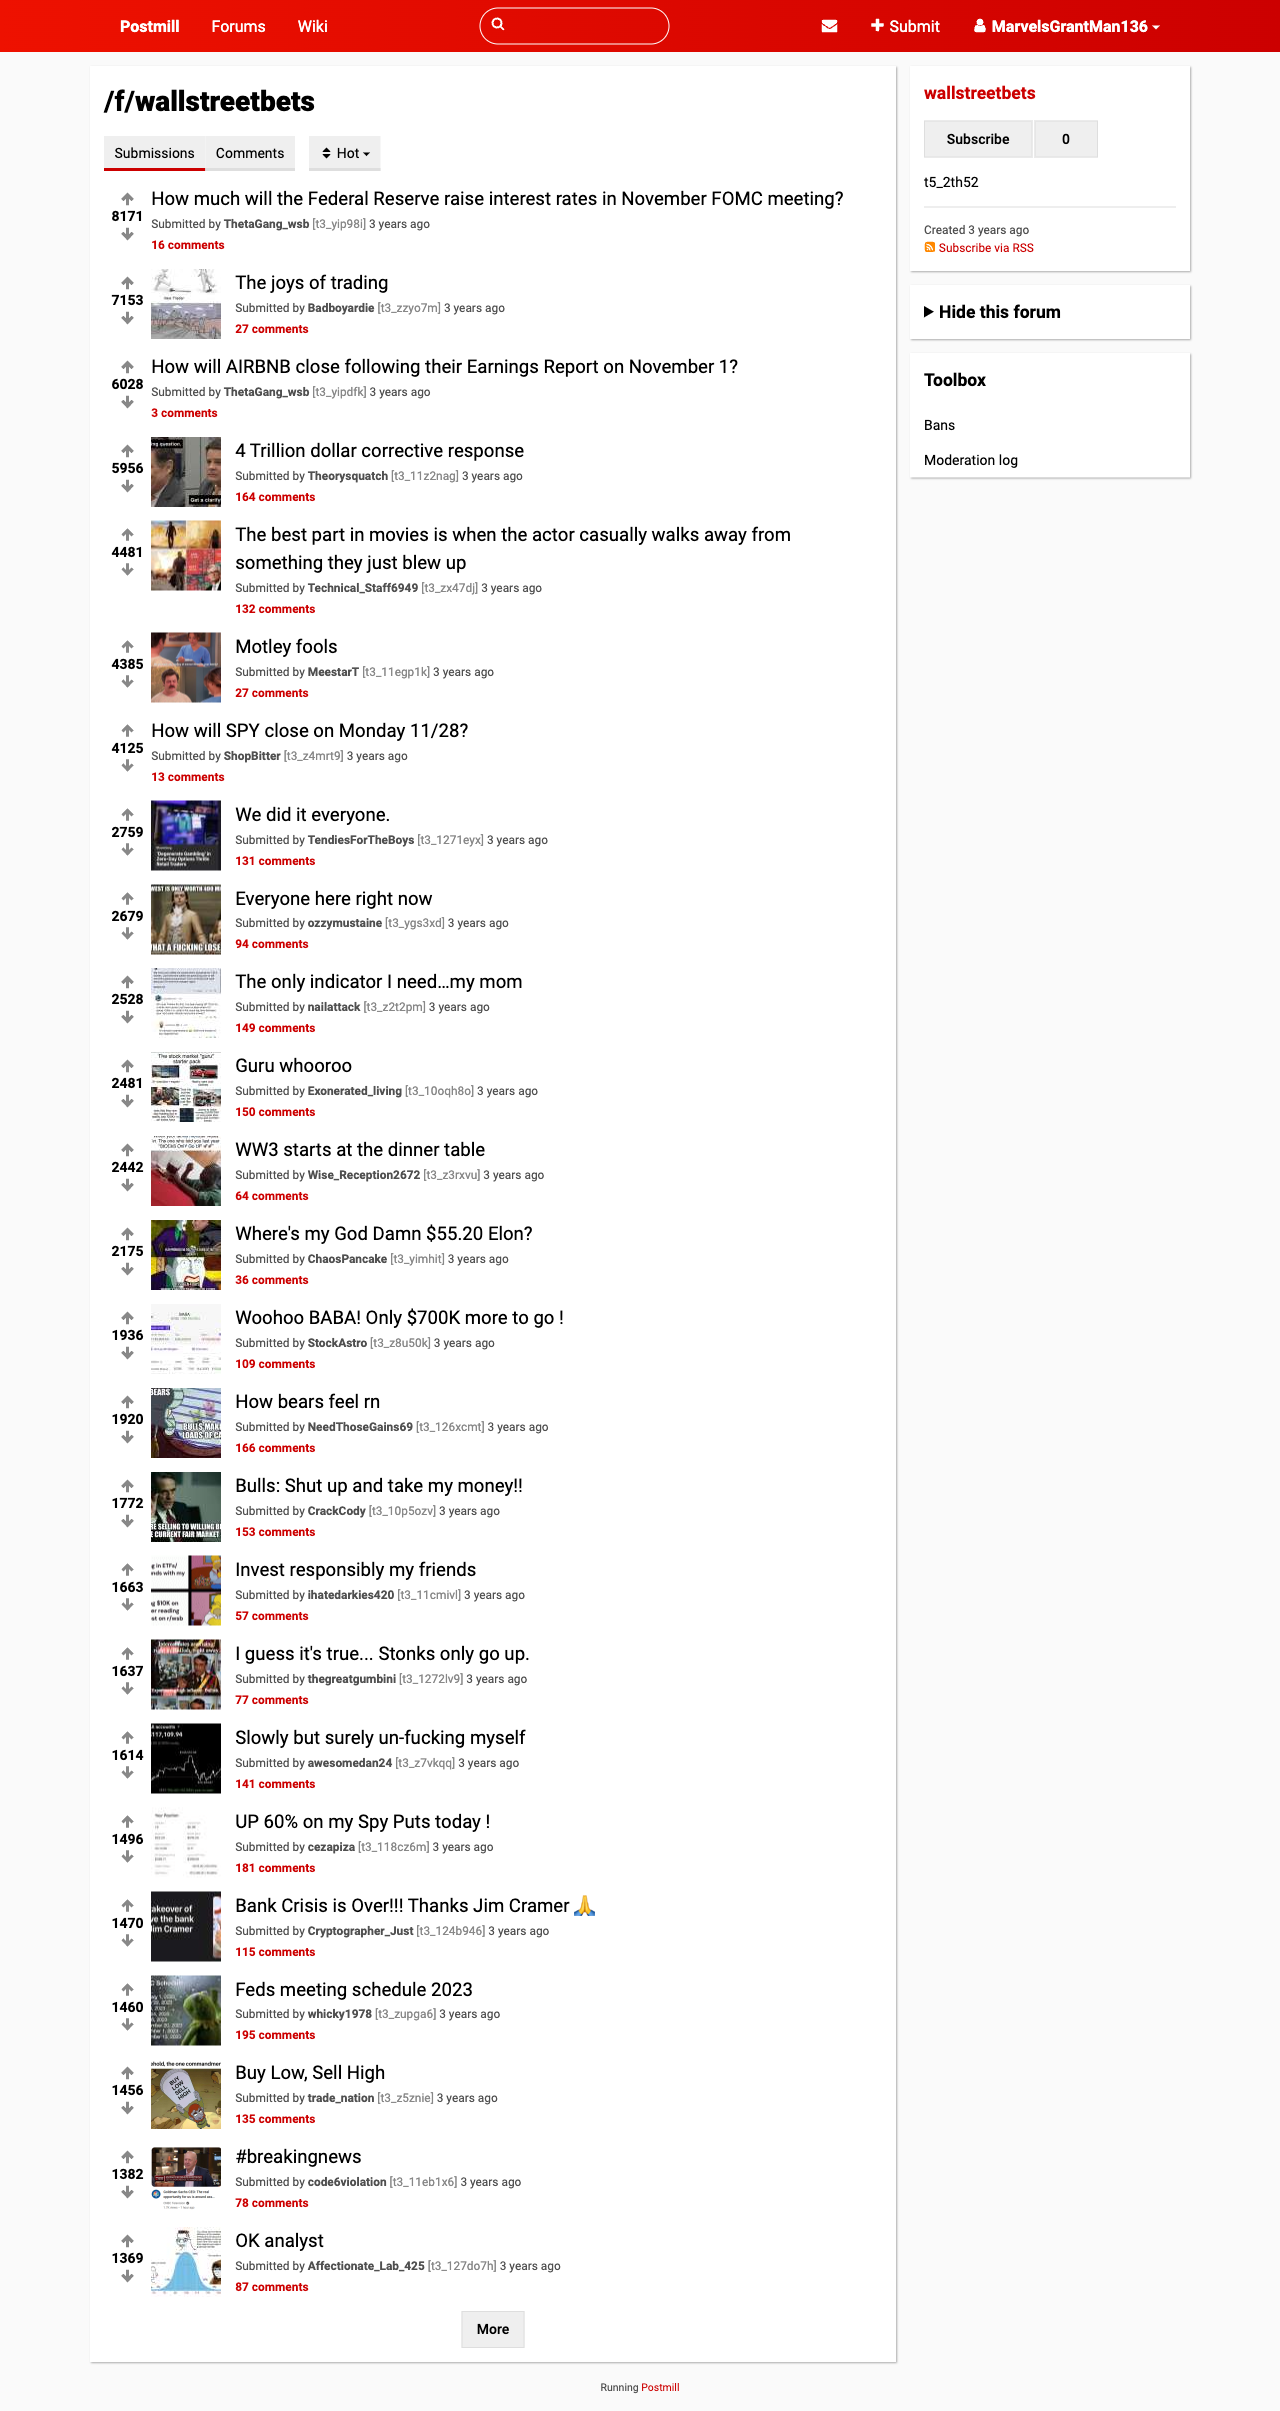 Postmill
Forums
Wiki
Submit
MarvelsGrantMan136
/f/wallstreetbets
Submissions
Comments
Hot
How much will the Federal Reserve raise interest rates in November FOMC meeting?
8171
Submitted by ThetaGang_wsb [t3_yip98i] 3 years ago
16 comments
The joys of trading
7153
Submitted by Badboyardie [t3_zzyo7m] 3 years ago
27 comments
How will AIRBNB close following their Earnings Report on November 1?
6028
Submitted by ThetaGang_wsb [t3_yipdfk] 3 years ago
3 comments
4 Trillion dollar corrective response
5956
Submitted by Theorysquatch [t3_11z2nag] 3 years ago
164 comments
The best part in movies is when the actor casually walks away from
something they just blew up
4481
Submitted by Technical_Staff6949 [t3_zx47dj] 3 years ago
132 comments
Motley fools
4385
Submitted by MeestarT [t3_11egp1k] 3 years ago
27 comments
How will SPY close on Monday 11/28?
4125
Submitted by ShopBitter [t3_z4mrt9] 3 years ago
13 comments
We did it everyone.
2759
Submitted by TendiesForTheBoys [t3_1271eyx] 3 years ago
131 comments
'Degenerate Gambling' in
Zero-Day Options Thrills
Retail Traders
Everyone here right now
2679
Submitted by ozzymustaine [t3_ygs3xd] 3 years ago
94 comments
The only indicator I need…my mom
2528
Submitted by nailattack [t3_z2t2pm] 3 years ago
149 comments
Guru whooroo
2481
Submitted by Exonerated_living [t3_10oqh8o] 3 years ago
150 comments
The stock market "guru"
starter pack
WW3 starts at the dinner table
2442
Submitted by Wise_Reception2672 [t3_z3rxvu] 3 years ago
64 comments
Where's my God Damn $55.20 Elon?
2175
Submitted by ChaosPancake [t3_yimhit] 3 years ago
36 comments
Woohoo BABA! Only $700K more to go !
1936
Submitted by StockAstro [t3_z8u50k] 3 years ago
109 comments
How bears feel rn
1920
Submitted by NeedThoseGains69 [t3_126xcmt] 3 years ago
166 comments
Bulls: Shut up and take my money!!
1772
Submitted by CrackCody [t3_10p5ozv] 3 years ago
153 comments
Invest responsibly my friends
1663
Submitted by ihatedarkies420 [t3_11cmivl] 3 years ago
57 comments
I guess it's true... Stonks only go up.
1637
Submitted by thegreatgumbini [t3_1272lv9] 3 years ago
77 comments
Slowly but surely un-fucking myself
1614
Submitted by awesomedan24 [t3_z7vkqq] 3 years ago
141 comments
UP 60% on my Spy Puts today !
1496
Submitted by cezapiza [t3_118cz6m] 3 years ago
181 comments
Bank Crisis is Over!!! Thanks Jim Cramer 🙏
1470
Submitted by Cryptographer_Just [t3_124b946] 3 years ago
115 comments
Feds meeting schedule 2023
1460
Submitted by whicky1978 [t3_zupga6] 3 years ago
195 comments
Buy Low, Sell High
1456
Submitted by trade_nation [t3_z5znie] 3 years ago
135 comments
#breakingnews
1382
Submitted by code6violation [t3_11eb1x6] 3 years ago
78 comments
OK analyst
1369
Submitted by Affectionate_Lab_425 [t3_127do7h] 3 years ago
87 comments
More
wallstreetbets
Subscribe
0
t5_2th52
Created 3 years ago
Subscribe via RSS
Hide this forum
Toolbox
Bans
Moderation log
Running Postmill